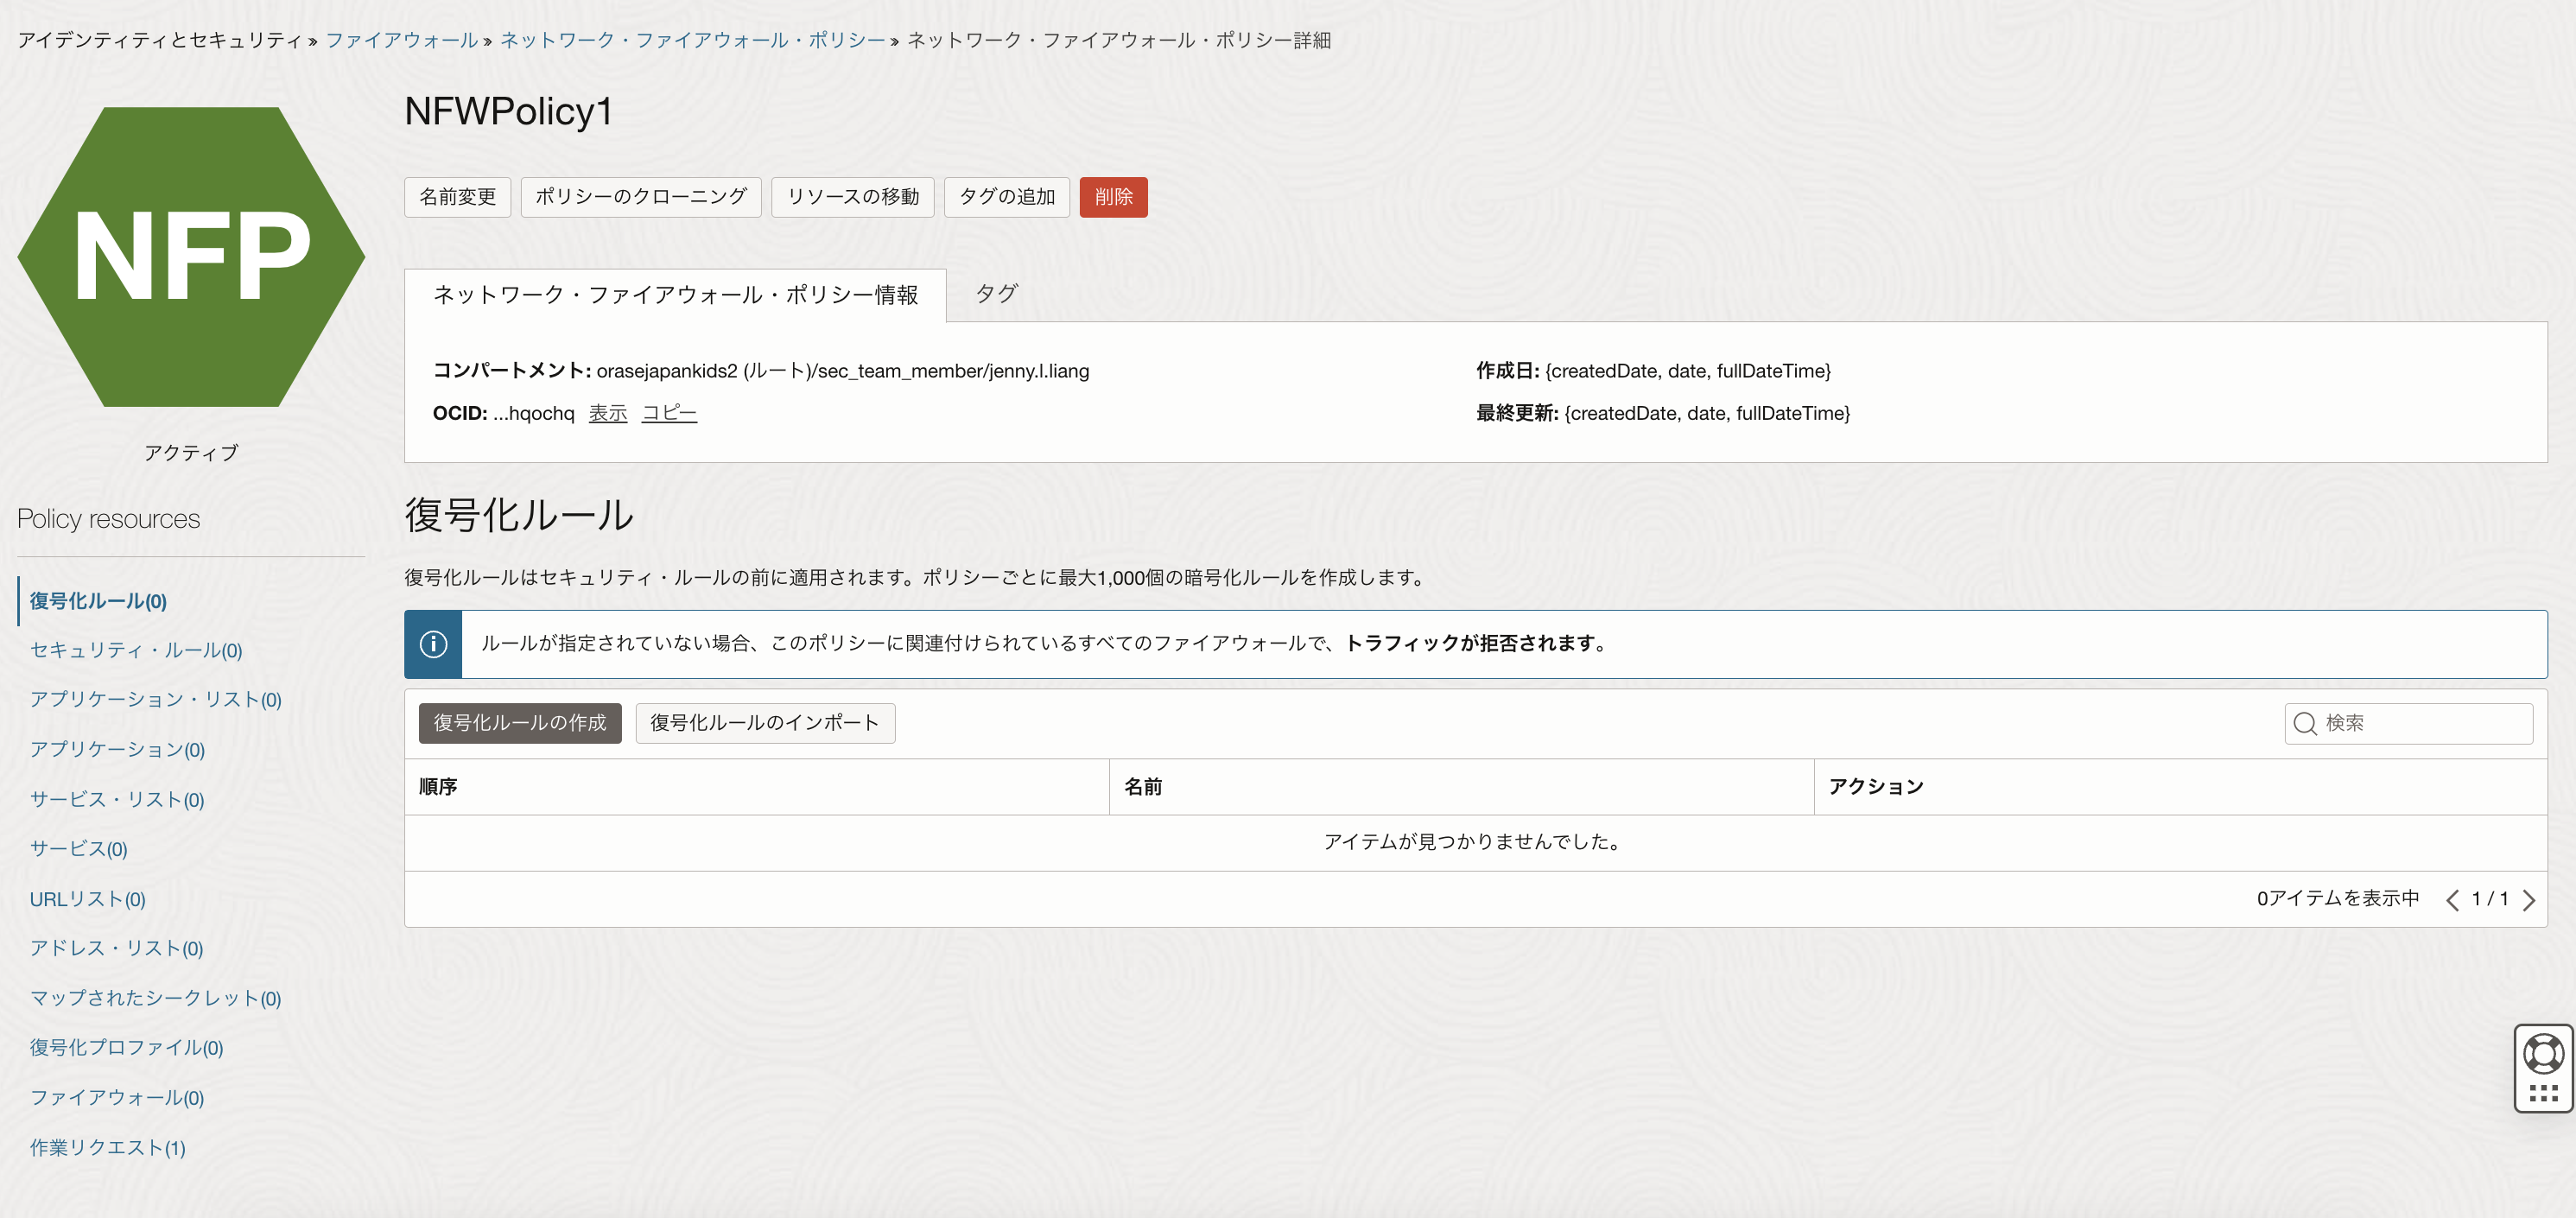 アイデンティティとセキュリティ » ファイアウォール » ネットワーク・ファイアウォール・ポリシー » ネットワーク・ファイアウォール・ポリシー詳細
NFP
アクティブ
NFWPolicy1
名前変更 ポリシーのクローニング リソースの移動 タグの追加 削除
ネットワーク・ファイアウォール・ポリシー情報 タグ
コンパートメント: orasejapankids2 (ルート)/sec_team_member/jenny.l.liang
OCID: ...hqochq 表示 コピー
作成日: {createdDate, date, fullDateTime}
最終更新: {createdDate, date, fullDateTime}
Policy resources
復号化ルール(0)
セキュリティ・ルール(0)
アプリケーション・リスト(0)
アプリケーション(0)
サービス・リスト(0)
サービス(0)
URLリスト(0)
アドレス・リスト(0)
マップされたシークレット(0)
復号化プロファイル(0)
ファイアウォール(0)
作業リクエスト(1)
復号化ルール
復号化ルールはセキュリティ・ルールの前に適用されます。ポリシーごとに最大1,000個の暗号化ルールを作成します。
ルールが指定されていない場合、このポリシーに関連付けられているすべてのファイアウォールで、トラフィックが拒否されます。
復号化ルールの作成 復号化ルールのインポート 検索
順序 名前 アクション
アイテムが見つかりませんでした。
0アイテムを表示中 1 / 1